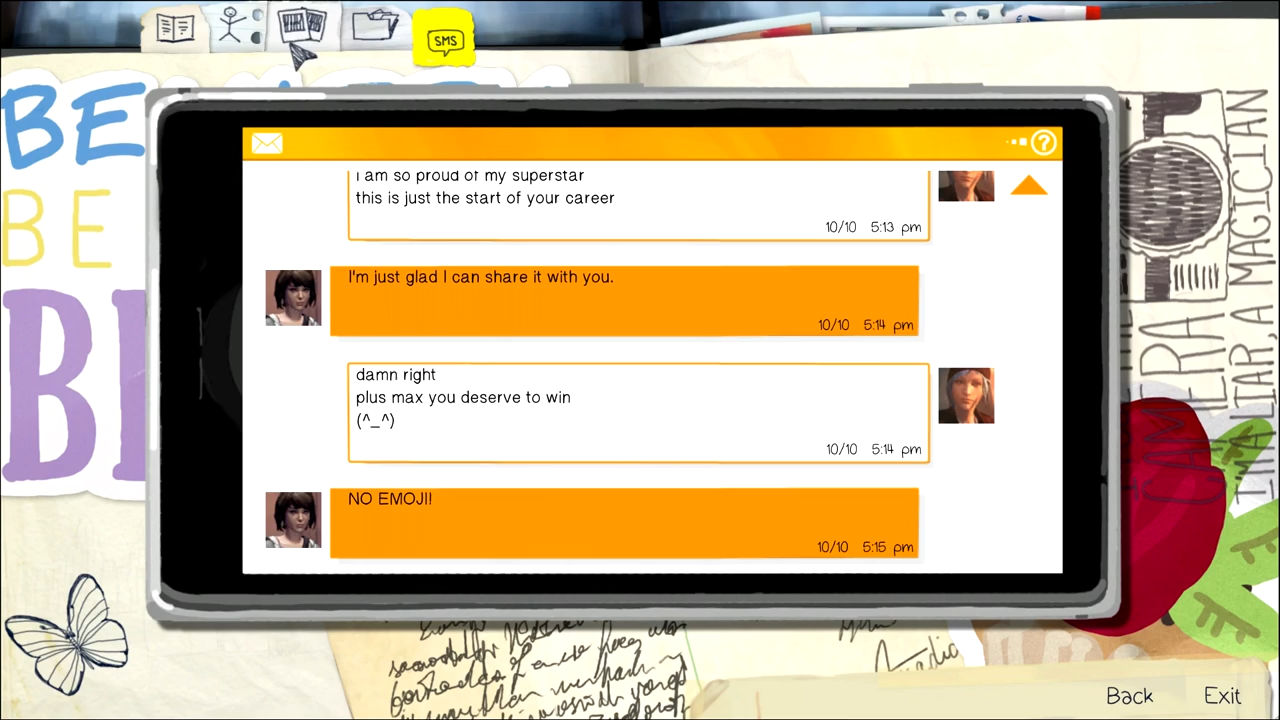 SMS
i am so proud of my superstar
this is just the start of your career
10/10 5:13 pm
I'm just glad I can share it with you.
10/10 5:14 pm
damn right
plus max you deserve to win
(^_^)
10/10 5:14 pm
NO EMOJI!
10/10 5:15 pm
BE
BE
CAMERA
LIAR, A MAGICIAN
Back
Exit